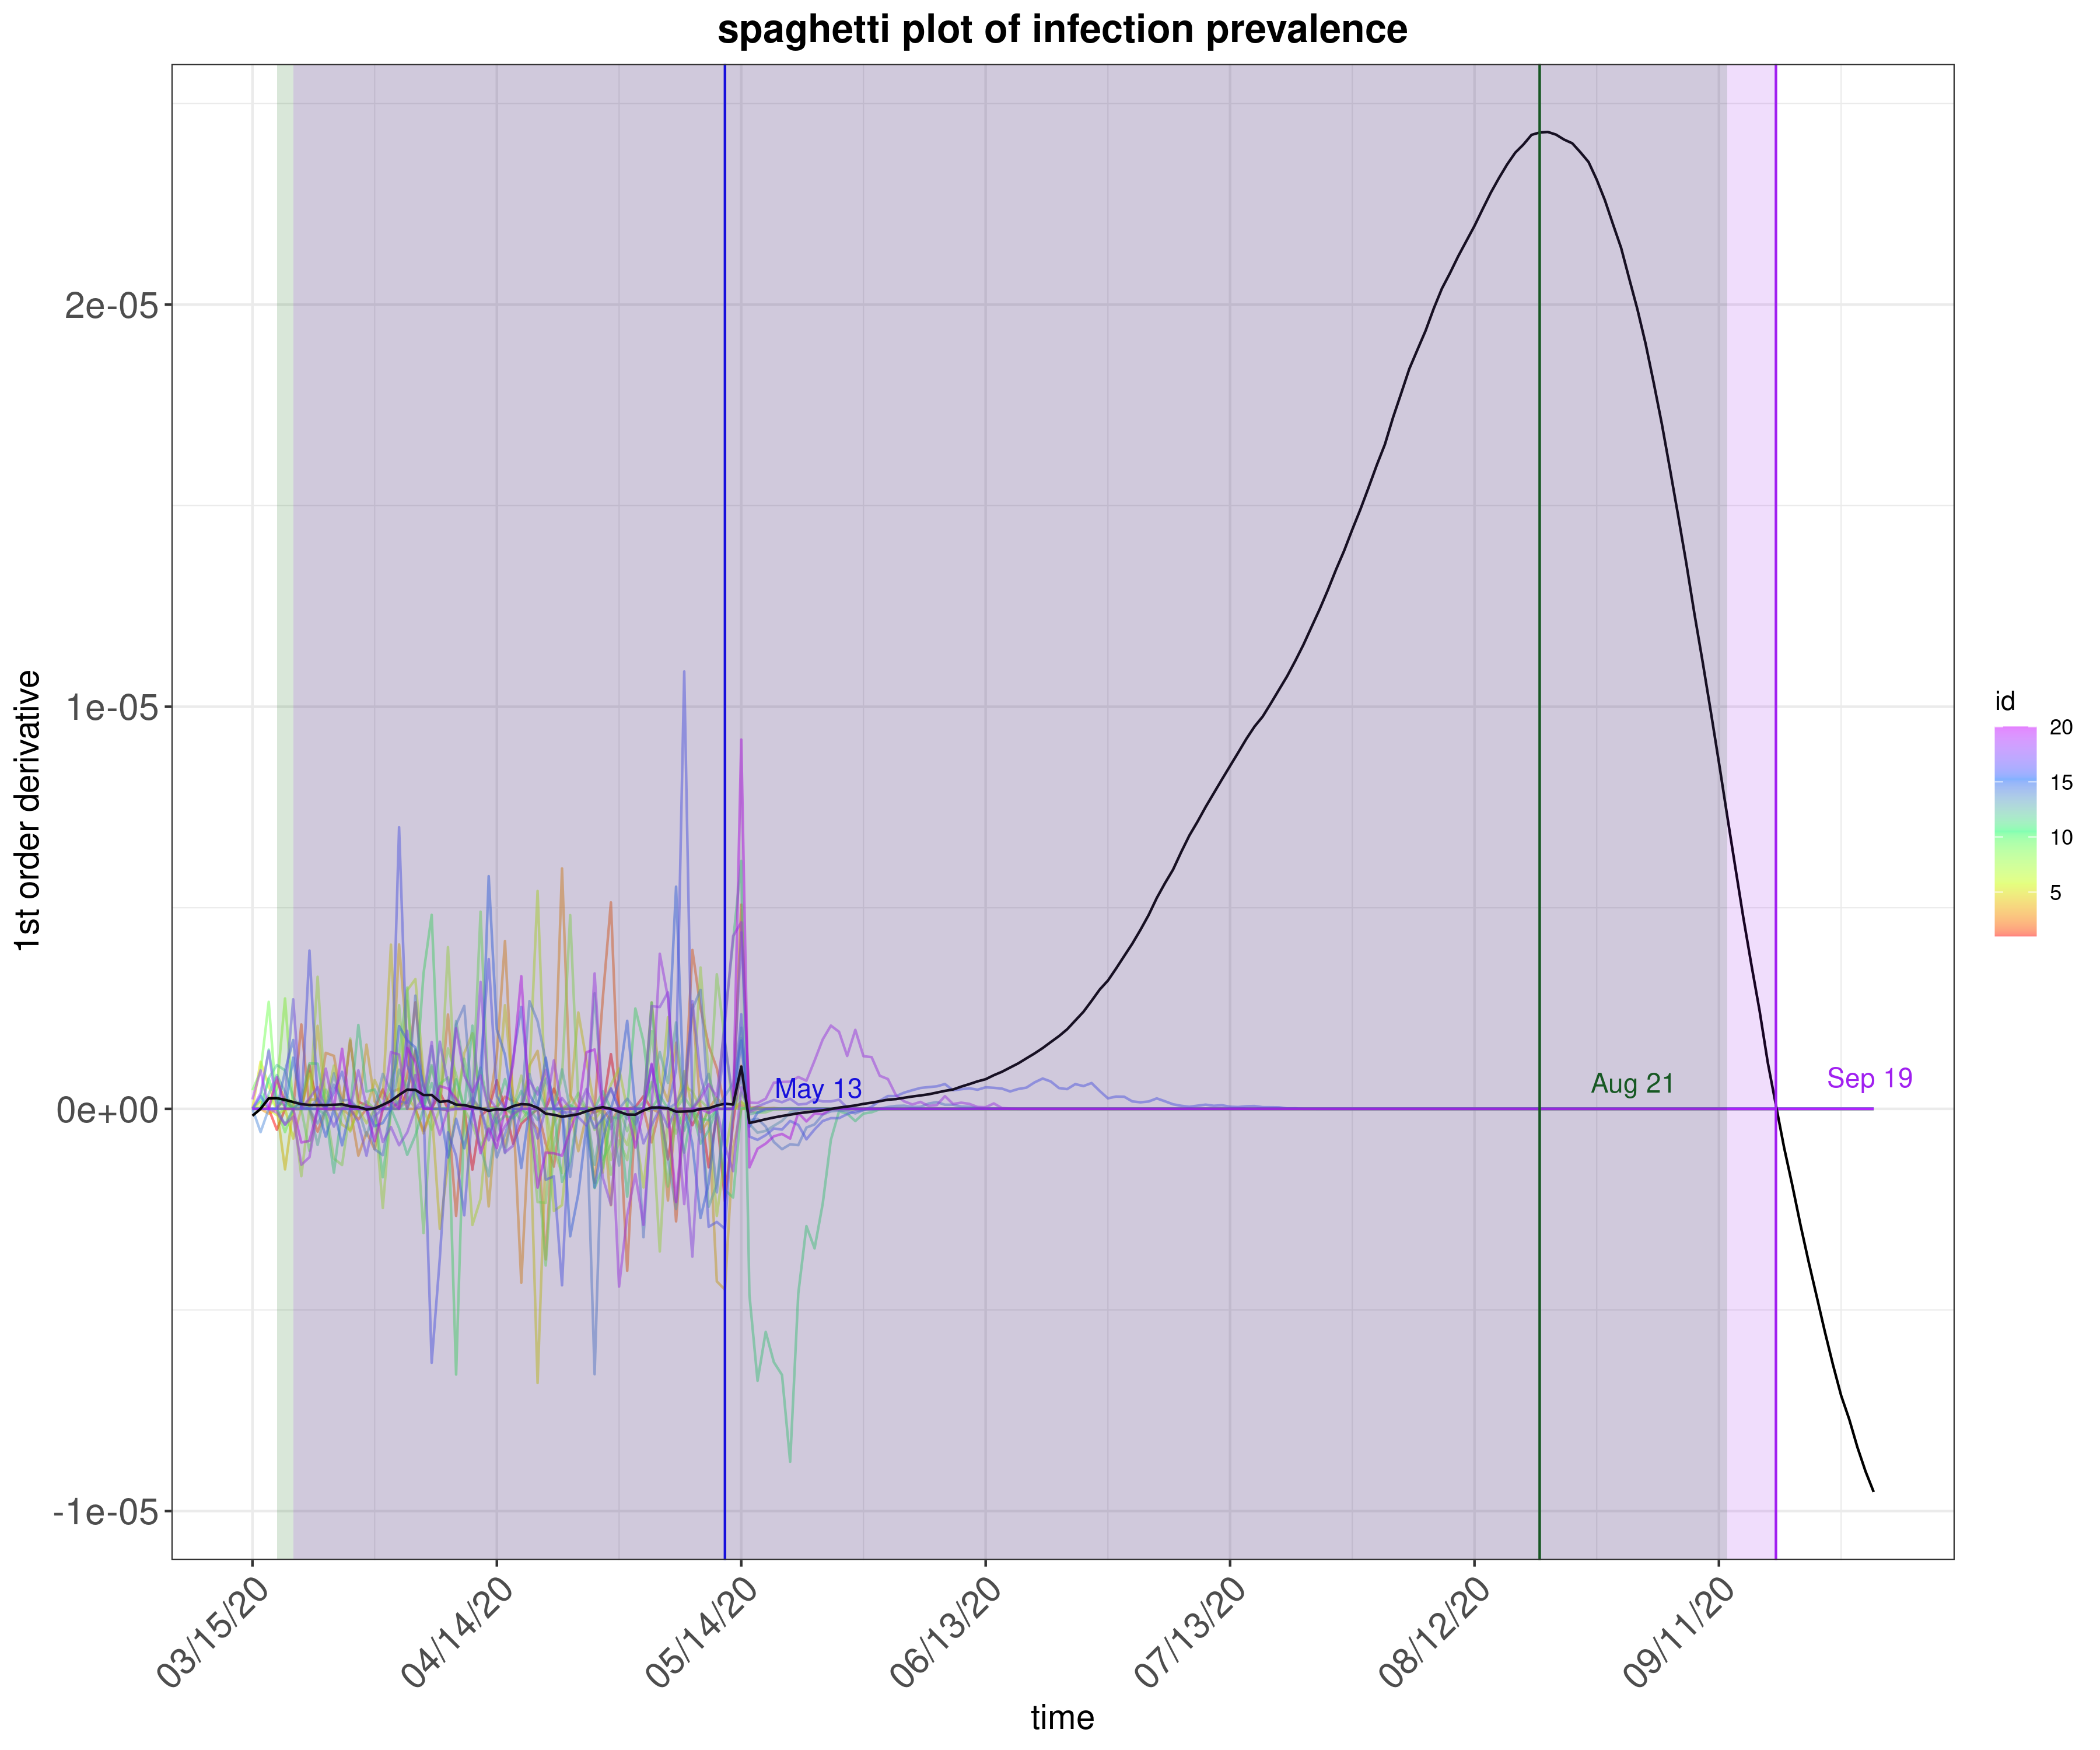 spaghetti plot of infection prevalence
1st order derivative
2e-05
1e-05
0e+00
-1e-05
May 13
Aug 21
Sep 19
id
20
15
10
5
03/15/20
04/14/20
05/14/20
06/13/20
07/13/20
08/12/20
09/11/20
time